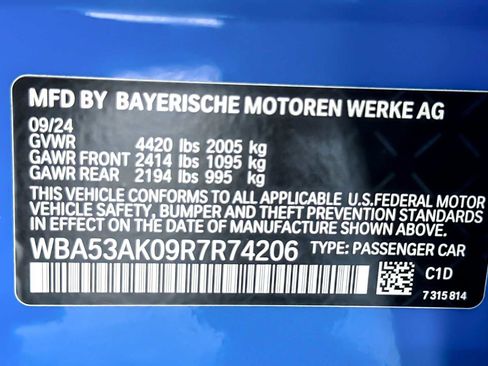 MFD BY BAYERISCHE MOTOREN WERKE AG
09/24
GVWR 4420 lbs 2005 kg
GAWR FRONT 2414 lbs 1095 kg
GAWR REAR 2194 lbs 995 kg
THIS VEHICLE CONFORMS TO ALL APPLICABLE U.S.FEDERAL MOTOR
VEHICLE SAFETY, BUMPER AND THEFT PREVENTION STANDARDS
IN EFFECT ON THE DATE OF MANUFACTURE SHOWN ABOVE.
WBA53AK09R7R74206 TYPE: PASSENGER CAR
C1D
7 315 814